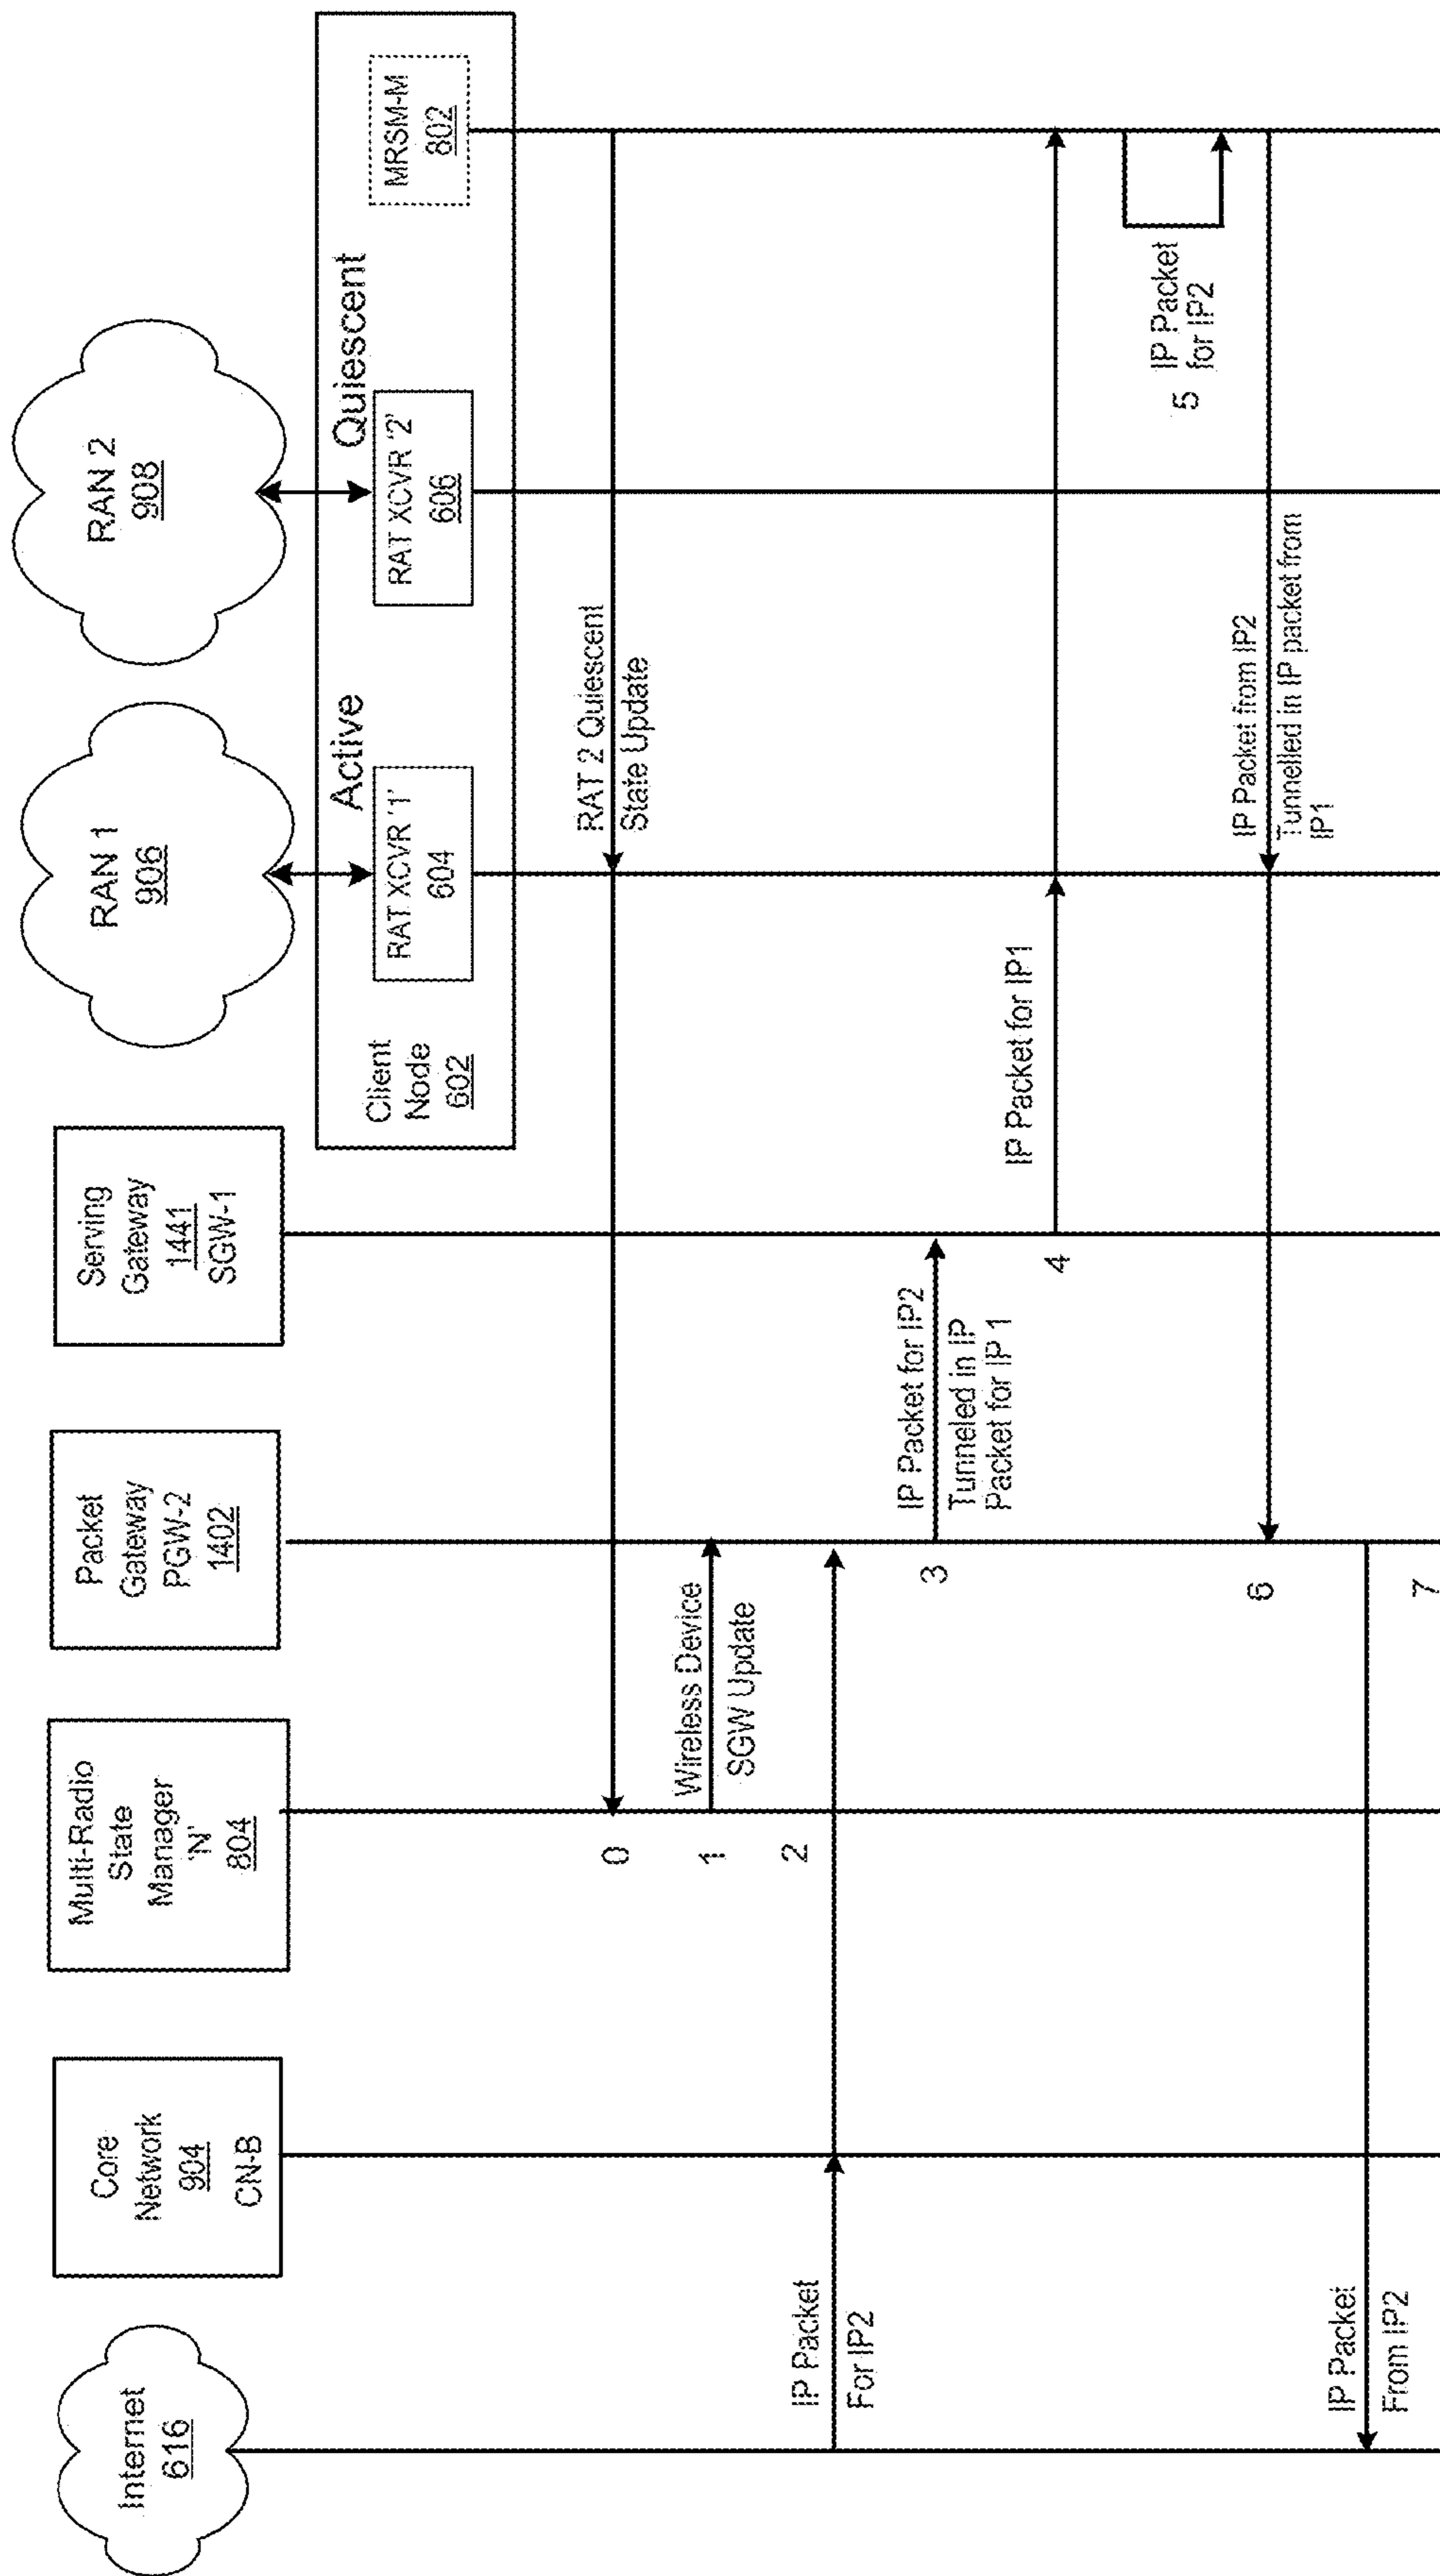 Internet
616
Core
Network
904
CN-B
Multi-Radio
State
Manager
'N'
804
Packet
Gateway
PGW-2
1402
Serving
Gateway
1441
SGW-1
RAN 1
906
RAN 2
908
Client
Node
602
Active
RAT XCVR '1'
604
Quiescent
RAT XCVR '2'
606
MRSM-M
802
0
RAT 2 Quiescent
State Update
1
Wireless Device
SGW Update
2
IP Packet
For IP2
3
IP Packet for IP2
Tunneled in IP
Packet for IP 1
4
IP Packet for IP1
5
IP Packet
for IP2
6
IP Packet from IP2
Tunnelled in IP packet from
IP1
7
IP Packet
From IP2